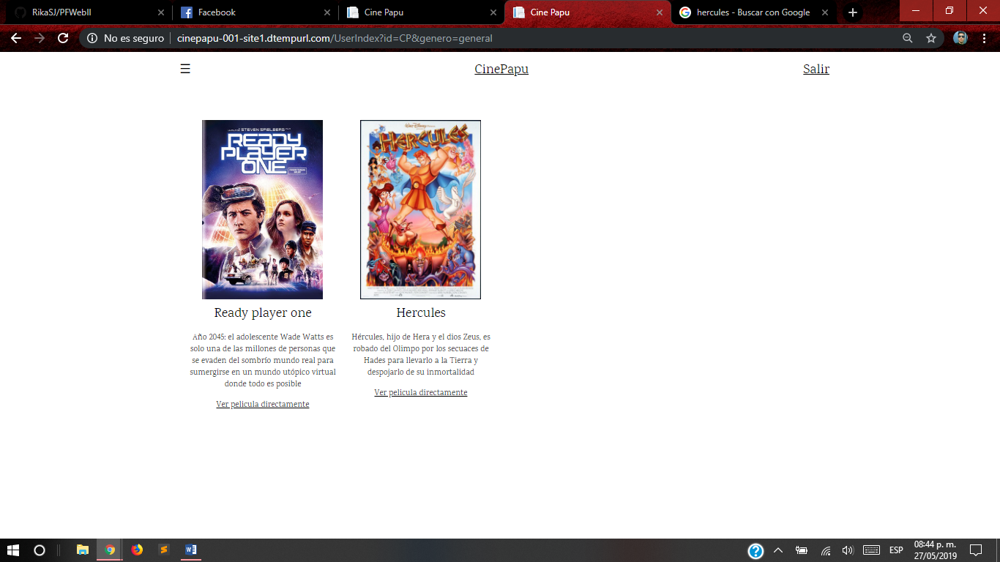 RikaSJ/PFWebII
Facebook
Cine Papu
Cine Papu
hercules - Buscar con Google
No es seguro
cinepapu-001-site1.dtempurl.com/UserIndex?id=CP&genero=general
☰
CinePapu
Salir
STEVEN SPIELBERG
READY
PLAYER
ONE
WALT DISNEY
HERCULES
Ready player one
Año 2045: el adolescente Wade Watts es
solo una de las millones de personas que
se evaden del sombrío mundo real para
sumergirse en un mundo utópico virtual
donde todo es posible
Ver pelicula directamente
Hercules
Hércules, hijo de Hera y el dios Zeus, es
robado del Olimpo por los secuaces de
Hades para llevarlo a la Tierra y
despojarlo de su inmortalidad
Ver pelicula directamente
ESP
08:44 p. m.
27/05/2019